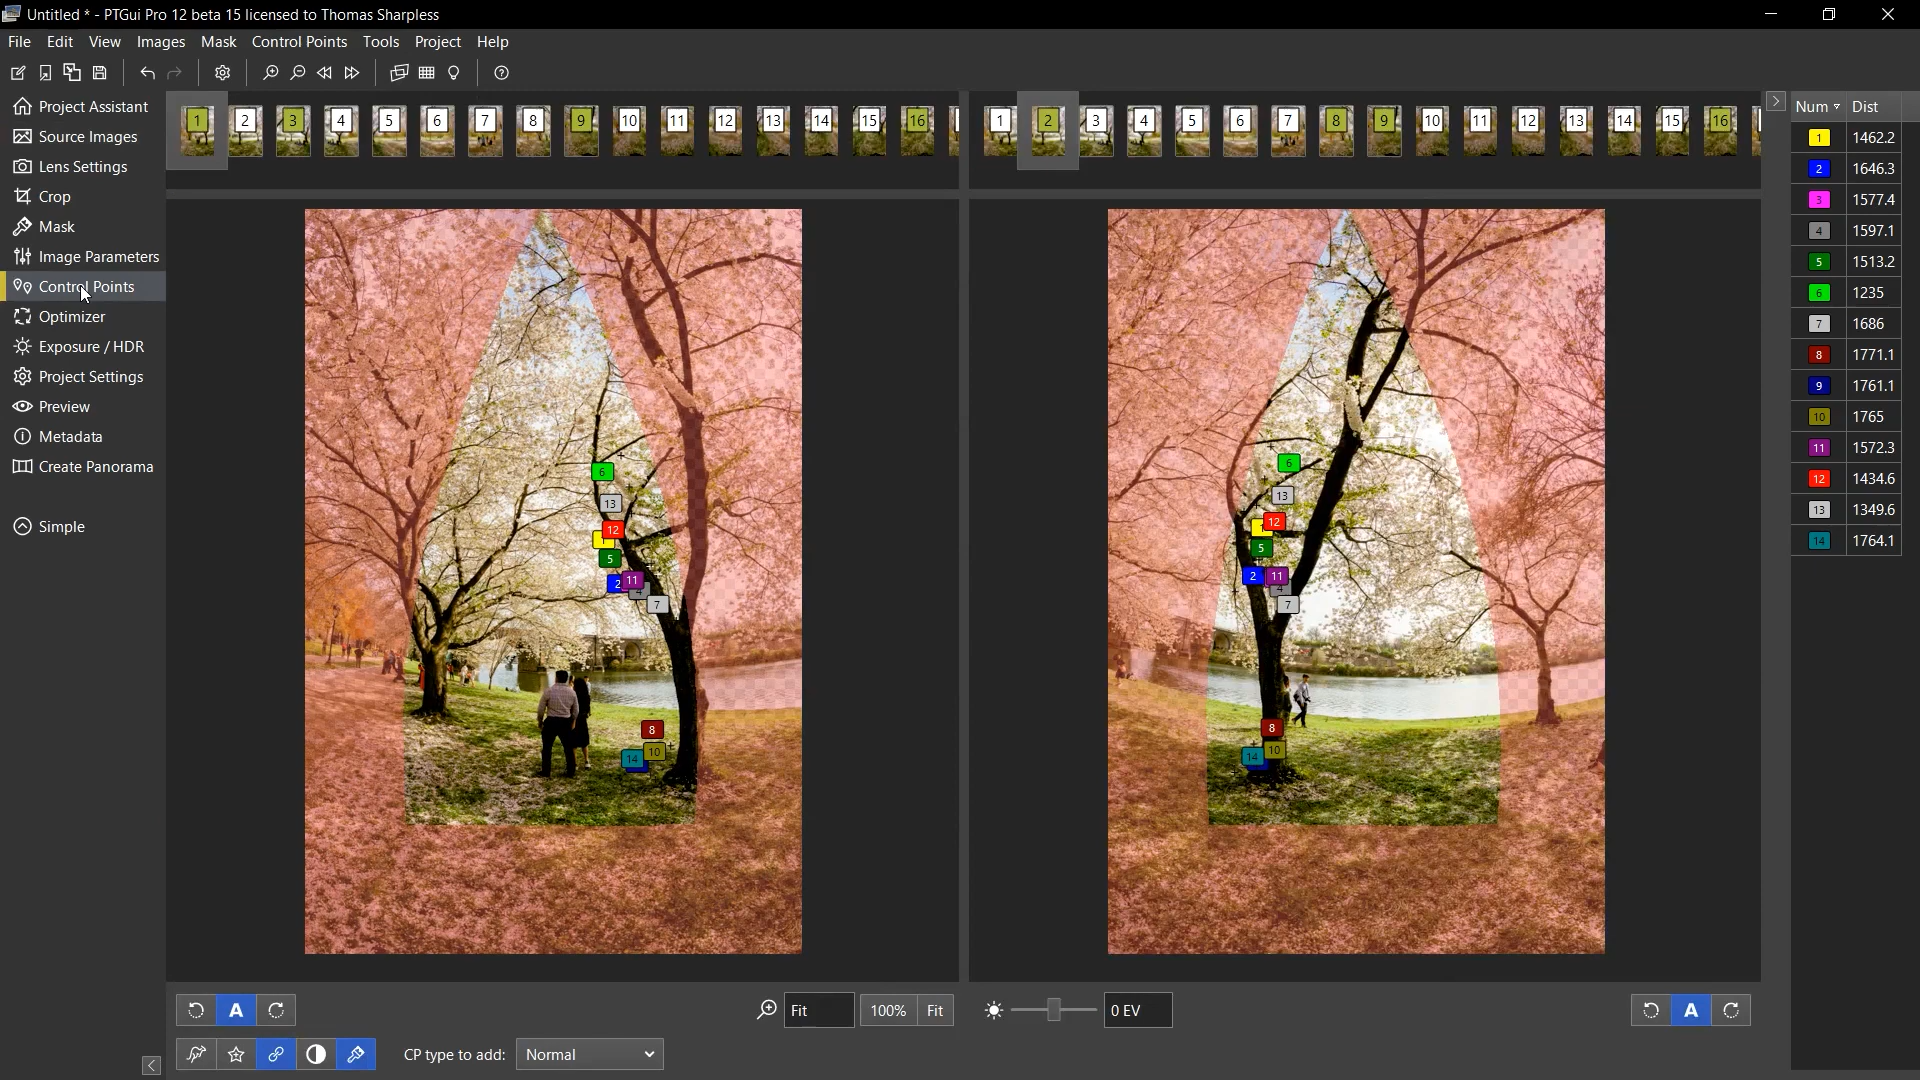 Untitled * - PTGui Pro 12 beta 15 licensed to Thomas Sharpless
File Edit View Images Mask Control Points Tools Project Help
Project Assistant
Source Images
Lens Settings
Crop
Mask
Image Parameters
Control Points
Optimizer
Exposure / HDR
Project Settings
Preview
Metadata
Create Panorama
Simple
1 2 3 4 5 6 7 8 9 10 11 12 13 14 15 16
1 2 3 4 5 6 7 8 9 10 11 12 13 14 15 16
6
13
12
5
2 11
4
7
8
10
14
6
13
12
5
2 11
4
7
8
10
14
Num Dist
1 1462.2
2 1646.3
3 1577.4
4 1597.1
5 1513.2
6 1235
7 1686
8 1771.1
9 1761.1
10 1765
11 1572.3
12 1434.6
13 1349.6
14 1764.1
A Fit 100% Fit 0 EV A
CP type to add: Normal